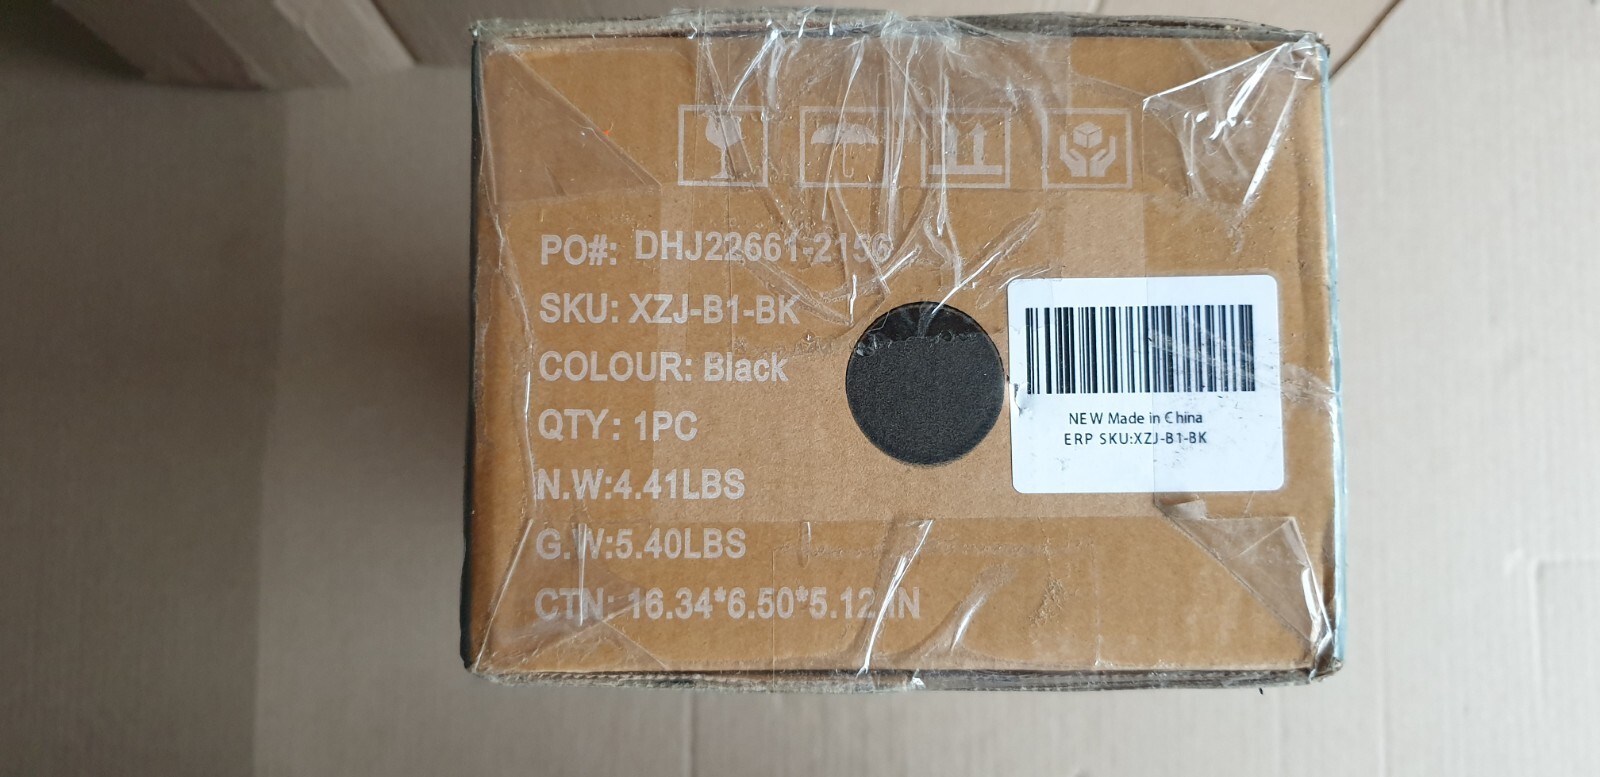 PO#: DHJ22661-2156
SKU: XZJ-B1-BK
COLOUR: Black
QTY: 1PC
N.W:4.41LBS
G.W:5.40LBS
CTN: 16.34*6.50*5.12 IN
NEW Made in China
ERP SKU:XZJ-B1-BK